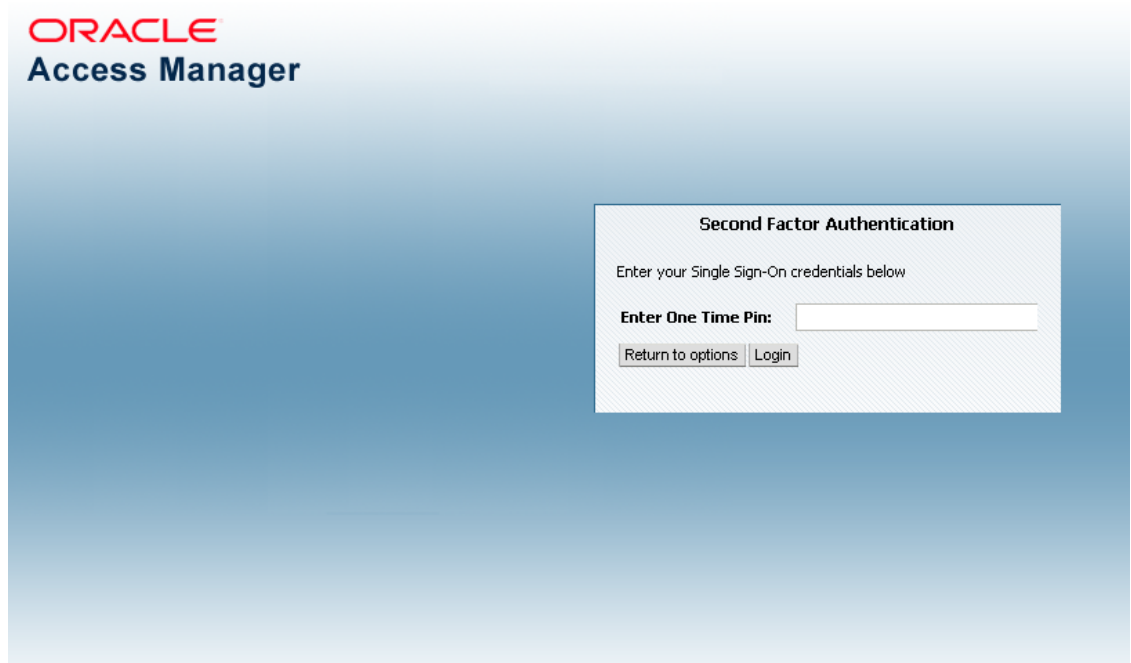 ORACLE
Access Manager
Second Factor Authentication
Enter your Single Sign-On credentials below
Enter One Time Pin:
Return to options Login